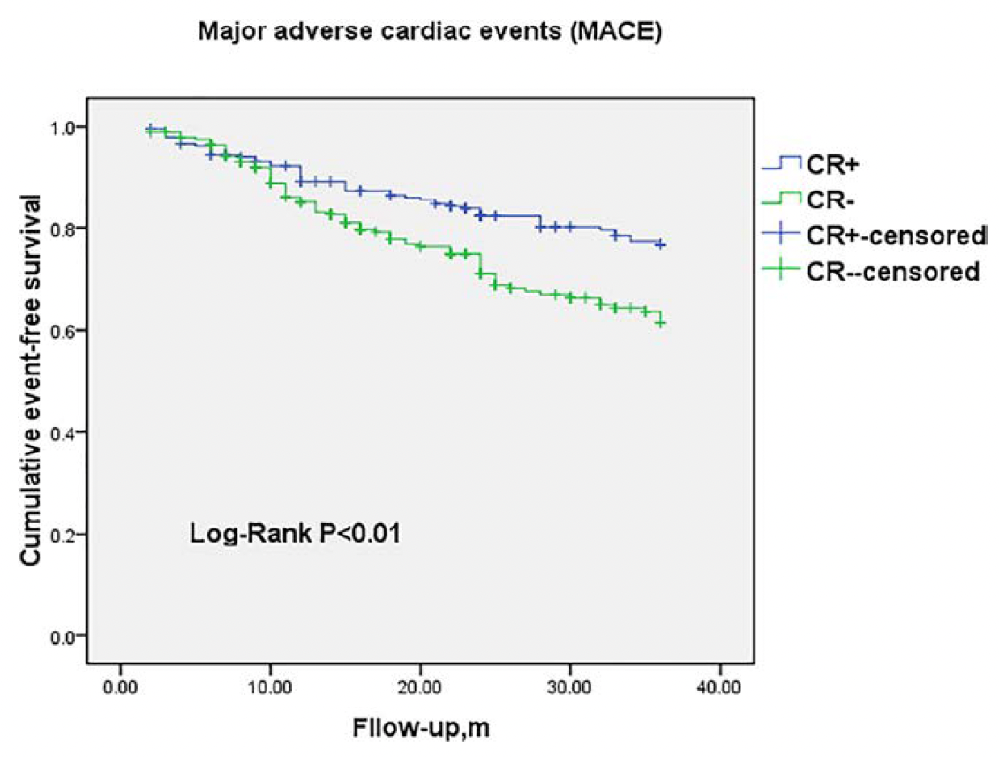 Major adverse cardiac events (MACE)
Cumulative event-free survival
1.0
0.8
0.6
0.4
0.2
0.0
Log-Rank P<0.01
0.00 10.00 20.00 30.00 40.00
Fllow-up,m
CR+
CR-
CR+-censored
CR--censored